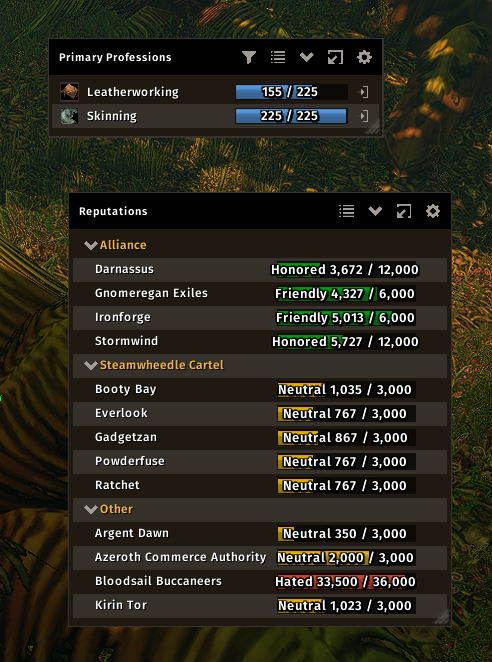 Primary Professions
Leatherworking 155 / 225
Skinning 225 / 225
Reputations
Alliance
Darnassus Honored 3,672 / 12,000
Gnomeregan Exiles Friendly 4,327 / 6,000
Ironforge Friendly 5,013 / 6,000
Stormwind Honored 5,727 / 12,000
Steamwheedle Cartel
Booty Bay Neutral 1,035 / 3,000
Everlook Neutral 767 / 3,000
Gadgetzan Neutral 867 / 3,000
Powderfuse Neutral 767 / 3,000
Ratchet Neutral 767 / 3,000
Other
Argent Dawn Neutral 350 / 3,000
Azeroth Commerce Authority Neutral 2,000 / 3,000
Bloodsail Buccaneers Hated 33,500 / 36,000
Kirin Tor Neutral 1,023 / 3,000